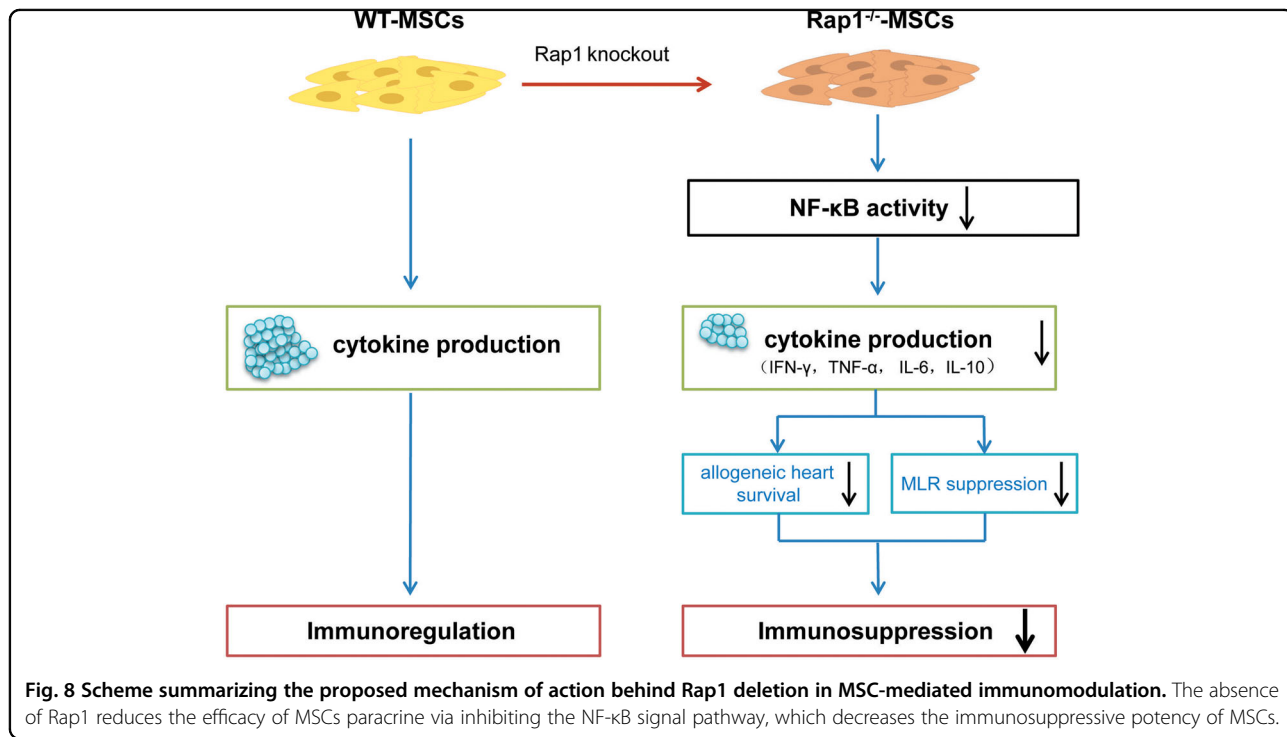 WT-MSCs
Rap1-/--MSCs
Rap1 knockout
NF-κB activity
cytokine production
cytokine production
（IFN-γ， TNF-α， IL-6，IL-10）
allogeneic heart
survival
MLR suppression
Immunoregulation
Immunosuppression
Fig. 8 Scheme summarizing the proposed mechanism of action behind Rap1 deletion in MSC-mediated immunomodulation. The absence
of Rap1 reduces the efficacy of MSCs paracrine via inhibiting the NF-κB signal pathway, which decreases the immunosuppressive potency of MSCs.